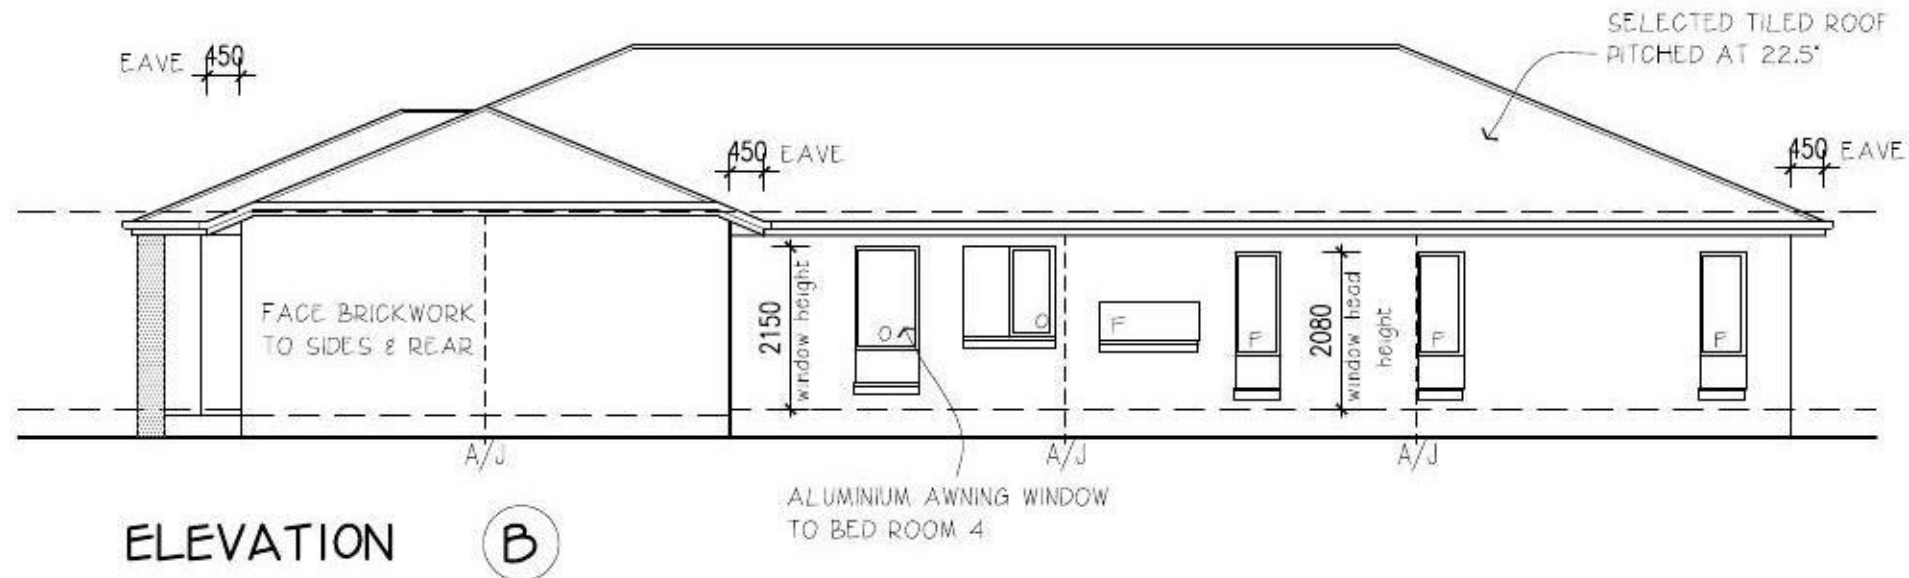 SELECTED TILED ROOF
PITCHED AT 22.5°
EAVE 450
450 EAVE
450 EAVE
FACE BRICKWORK
TO SIDES & REAR
2150
window height
O
O
F
F
2080
window head
height
F
F
A/J
A/J
A/J
ALUMINIUM AWNING WINDOW
TO BED ROOM 4
ELEVATION B